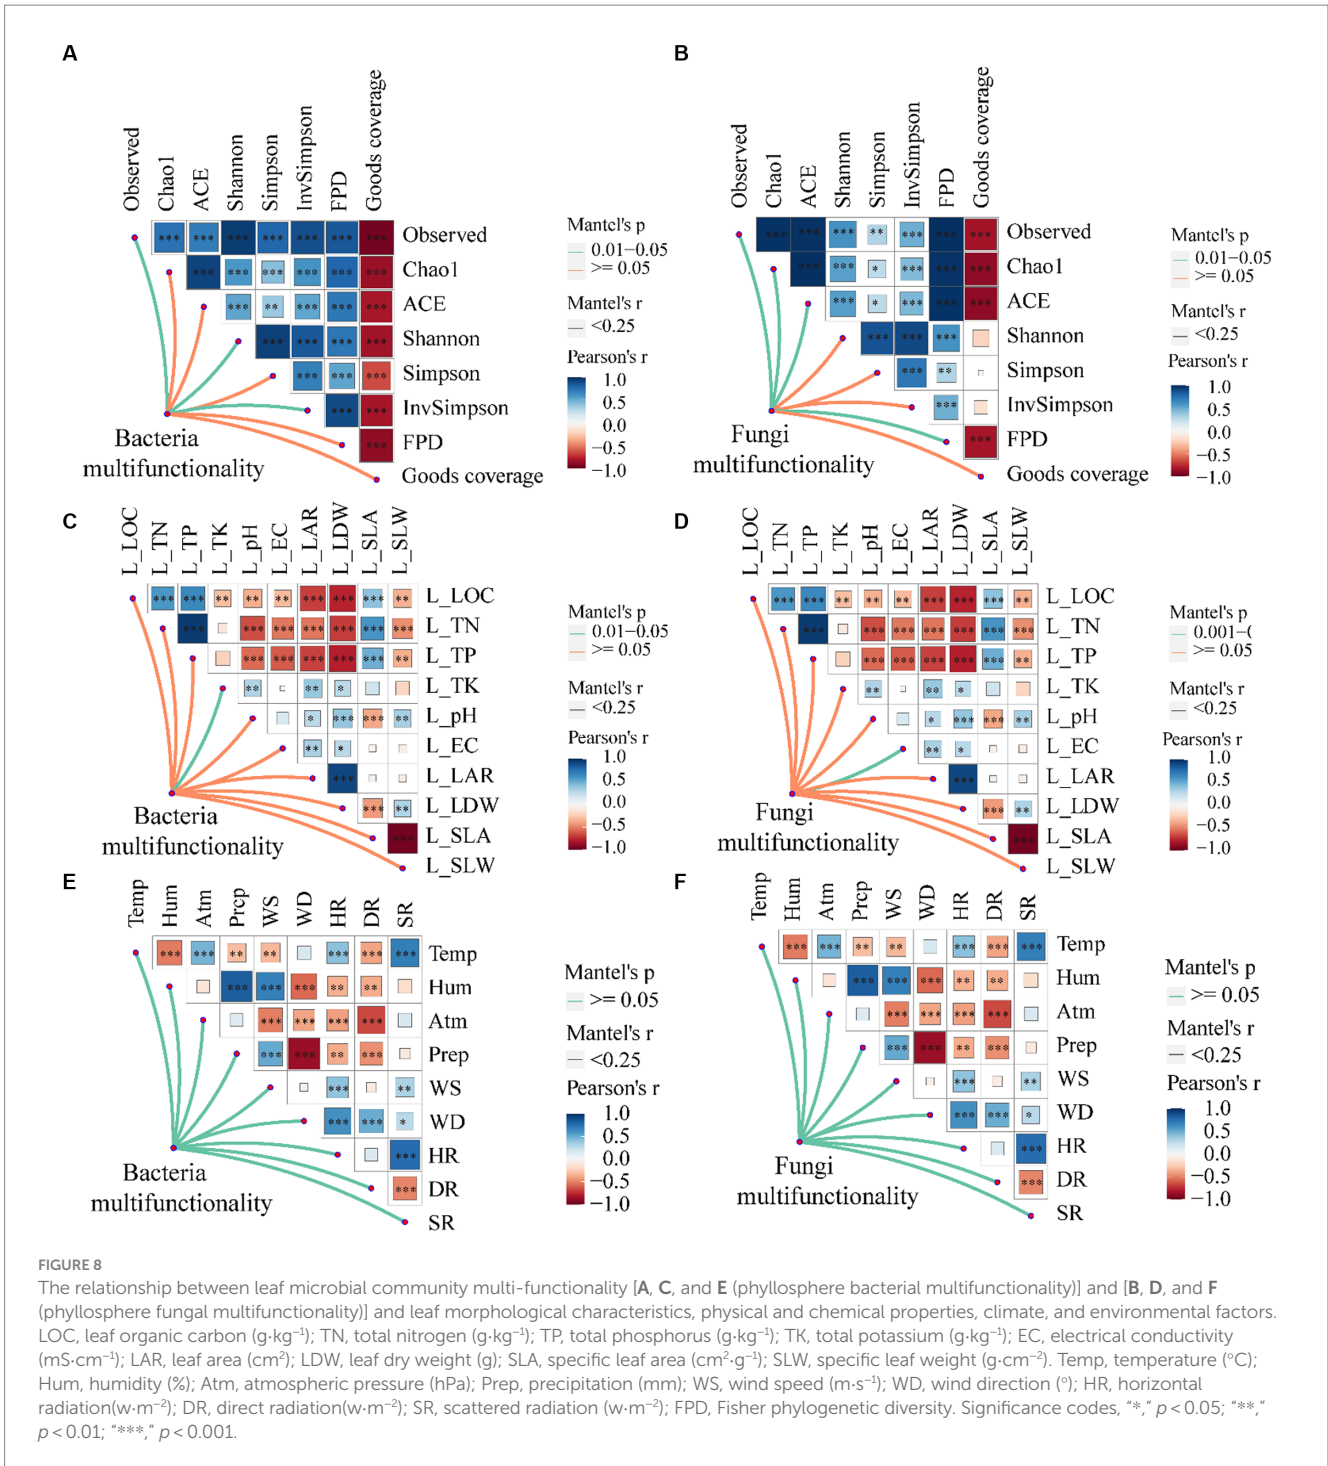 A
Observed
Chao1
ACE
Shannon
Simpson
InvSimpson
FPD
Goods coverage
*** *** *** *** *** *** *** Observed
*** *** *** *** *** *** Chao1
*** ** *** *** *** ACE
*** *** *** *** Shannon
*** *** *** Simpson
*** *** InvSimpson
*** FPD
Goods coverage
Bacteria
multifunctionality
Mantel's p
0.01−0.05
>= 0.05
Mantel's r
<0.25
Pearson's r
1.0
0.5
0.0
−0.5
−1.0
B
Observed
Chao1
ACE
Shannon
Simpson
InvSimpson
FPD
Goods coverage
*** *** *** ** *** *** *** Observed
*** *** * *** *** *** Chao1
*** * *** *** *** ACE
*** *** *** Shannon
*** ** Simpson
*** InvSimpson
*** FPD
Goods coverage
Fungi
multifunctionality
Mantel's p
0.01−0.05
>= 0.05
Mantel's r
<0.25
Pearson's r
1.0
0.5
0.0
−0.5
−1.0
C
L_LOC
L_TN
L_TP
L_TK
L_pH
L_EC
L_LAR
L_LDW
L_SLA
L_SLW
*** *** ** ** ** *** *** *** ** L_LOC
*** *** *** *** *** *** *** L_TN
*** *** *** *** *** ** L_TP
** ** * L_TK
* *** *** ** L_pH
** * L_EC
*** L_LAR
*** ** L_LDW
*** L_SLA
L_SLW
Bacteria
multifunctionality
Mantel's p
0.01−0.05
>= 0.05
Mantel's r
<0.25
Pearson's r
1.0
0.5
0.0
−0.5
−1.0
D
L_LOC
L_TN
L_TP
L_TK
L_pH
L_EC
L_LAR
L_LDW
L_SLA
L_SLW
*** *** ** ** ** *** *** *** ** L_LOC
*** *** *** *** *** *** *** L_TN
*** *** *** *** *** ** L_TP
** ** * L_TK
* *** *** ** L_pH
** * L_EC
*** L_LAR
*** ** L_LDW
*** L_SLA
L_SLW
Fungi
multifunctionality
Mantel's p
0.001−(
>= 0.05
Mantel's r
<0.25
Pearson's r
1.0
0.5
0.0
−0.5
−1.0
E
Temp
Hum
Atm
Prcp
WS
WD
HR
DR
SR
*** *** ** ** *** *** *** Temp
*** *** *** ** ** Hum
*** *** *** *** Atm
*** *** ** *** Prep
*** ** WS
*** *** * WD
*** HR
*** DR
SR
Bacteria
multifunctionality
Mantel's p
>= 0.05
Mantel's r
<0.25
Pearson's r
1.0
0.5
0.0
−0.5
−1.0
F
Temp
Hum
Atm
Prcp
WS
WD
HR
DR
SR
*** *** ** ** *** *** *** Temp
*** *** *** ** ** Hum
*** *** *** *** Atm
*** *** ** *** Prep
*** ** WS
*** *** * WD
*** HR
*** DR
SR
Fungi
multifunctionality
Mantel's p
>= 0.05
Mantel's r
<0.25
Pearson's r
1.0
0.5
0.0
−0.5
−1.0
FIGURE 8
The relationship between leaf microbial community multi-functionality [A, C, and E (phyllosphere bacterial multifunctionality)] and [B, D, and F
(phyllosphere fungal multifunctionality)] and leaf morphological characteristics, physical and chemical properties, climate, and environmental factors.
LOC, leaf organic carbon (g·kg⁻¹); TN, total nitrogen (g·kg⁻¹); TP, total phosphorus (g·kg⁻¹); TK, total potassium (g·kg⁻¹); EC, electrical conductivity
(mS·cm⁻¹); LAR, leaf area (cm²); LDW, leaf dry weight (g); SLA, specific leaf area (cm²·g⁻¹); SLW, specific leaf weight (g·cm⁻²). Temp, temperature (°C);
Hum, humidity (%); Atm, atmospheric pressure (hPa); Prep, precipitation (mm); WS, wind speed (m·s⁻¹); WD, wind direction (°); HR, horizontal
radiation(w·m⁻²); DR, direct radiation(w·m⁻²); SR, scattered radiation (w·m⁻²); FPD, Fisher phylogenetic diversity. Significance codes, “*,” p < 0.05; “**,”
p < 0.01; “***,” p < 0.001.